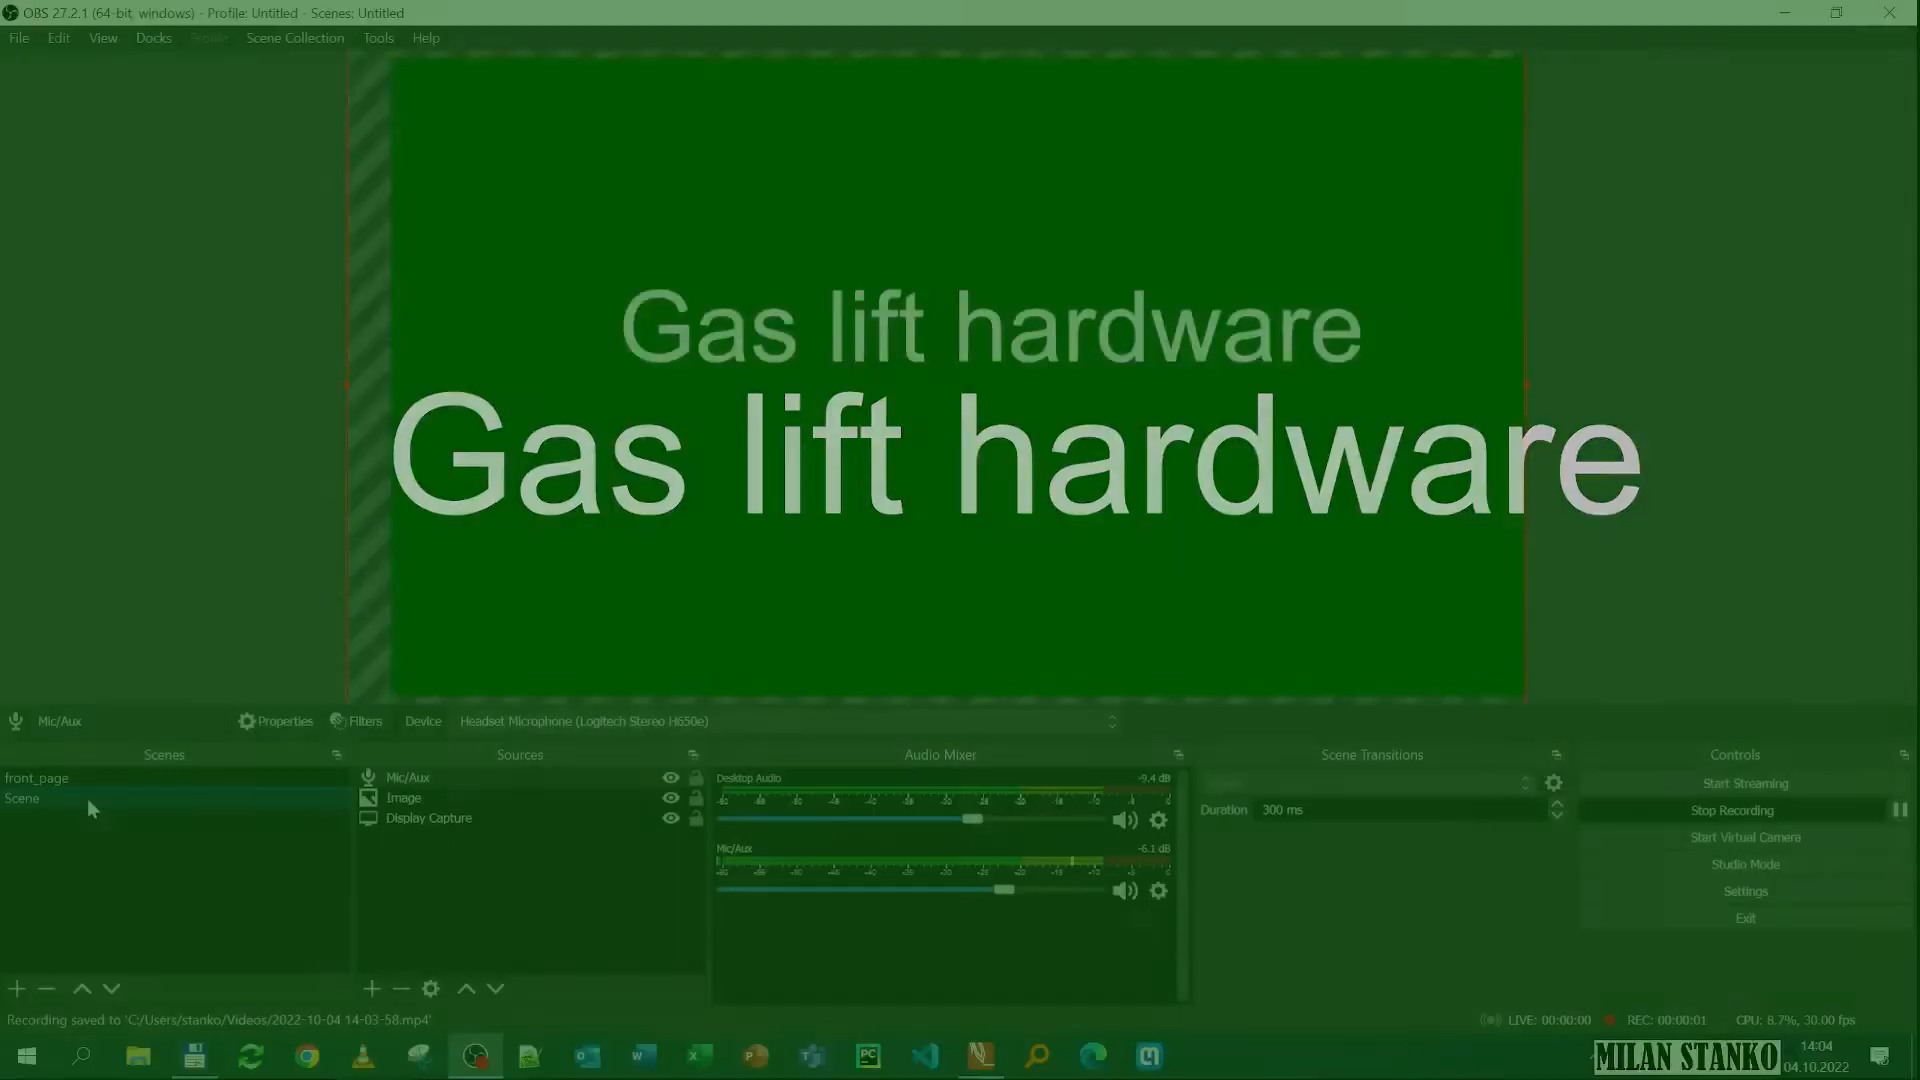 OBS 27.2.1 (64-bit, windows) - Profile: Untitled - Scenes: Untitled
File Edit View Docks Profile Scene Collection Tools Help
Gas lift hardware
Gas lift hardware
Mic/Aux Properties Filters Device Headset Microphone (Logitech Stereo H650e)
Scenes Sources Audio Mixer Scene Transitions Controls
front_page Mic/Aux Desktop Audio -9.4 dB Start Streaming
Scene Image Duration 300 ms Stop Recording
Display Capture
Start Virtual Camera
Mic/Aux -6.1 dB
Studio Mode
Settings
Exit
Recording saved to 'C:/Users/stanko/Videos/2022-10-04 14-03-58.mp4' LIVE: 00:00:00 REC: 00:00:01 CPU: 8.7%, 30.00 fps
MILAN STANKO
14:04
04.10.2022